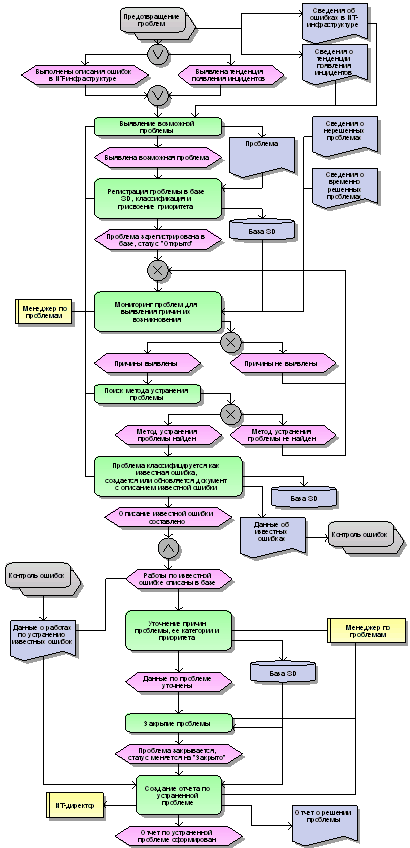 Предотвращение
проблем
Сведения об
ошибках в ИТ-
инфраструктуре
Выполнены описания ошибок
в ИТ-инфраструктуре
Выявлена тенденция
появления инцидентов
Сведения о
тенденции
появления
инцидентов
Выявление возможной
проблемы
Сведения о
нерешенных
проблемах
Проблема
Выявлена возможная проблема
Сведения о
временно
решенных
проблемах
Регистрация проблемы в базе
SD, классификация и
присвоение приоритета
База SD
Проблема зарегистрирована в
базе, статус "Открыто"
Менеджер по
проблемам
Мониторинг проблем для
выявления причин их
возникновения
Причины выявлены
Причины не выявлены
Поиск метода устранения
проблемы
Метод устранения
проблемы найден
Метод устранения
проблемы не найден
Проблема классифицируется как
известная ошибка,
создается или обновляется документ
с описанием известной ошибки
База SD
Описание известной ошибки
составлено
Данные об
известных
ошибках
Контроль ошибок
Контроль ошибок
Работы по известной
ошибке описаны в базе
Данные о работах
по устранению
известных ошибок
Уточнение причин
проблемы, ее категории и
приоритета
Менеджер по
проблемам
База SD
Данные по проблеме
уточнены
Закрытие проблемы
Проблема закрывается,
статус меняется на "Закрыто"
ИТ-директор
Создание отчета по
устраненной
проблеме
Отчет о решении
проблемы
Отчет по устраненной
проблеме сформирован